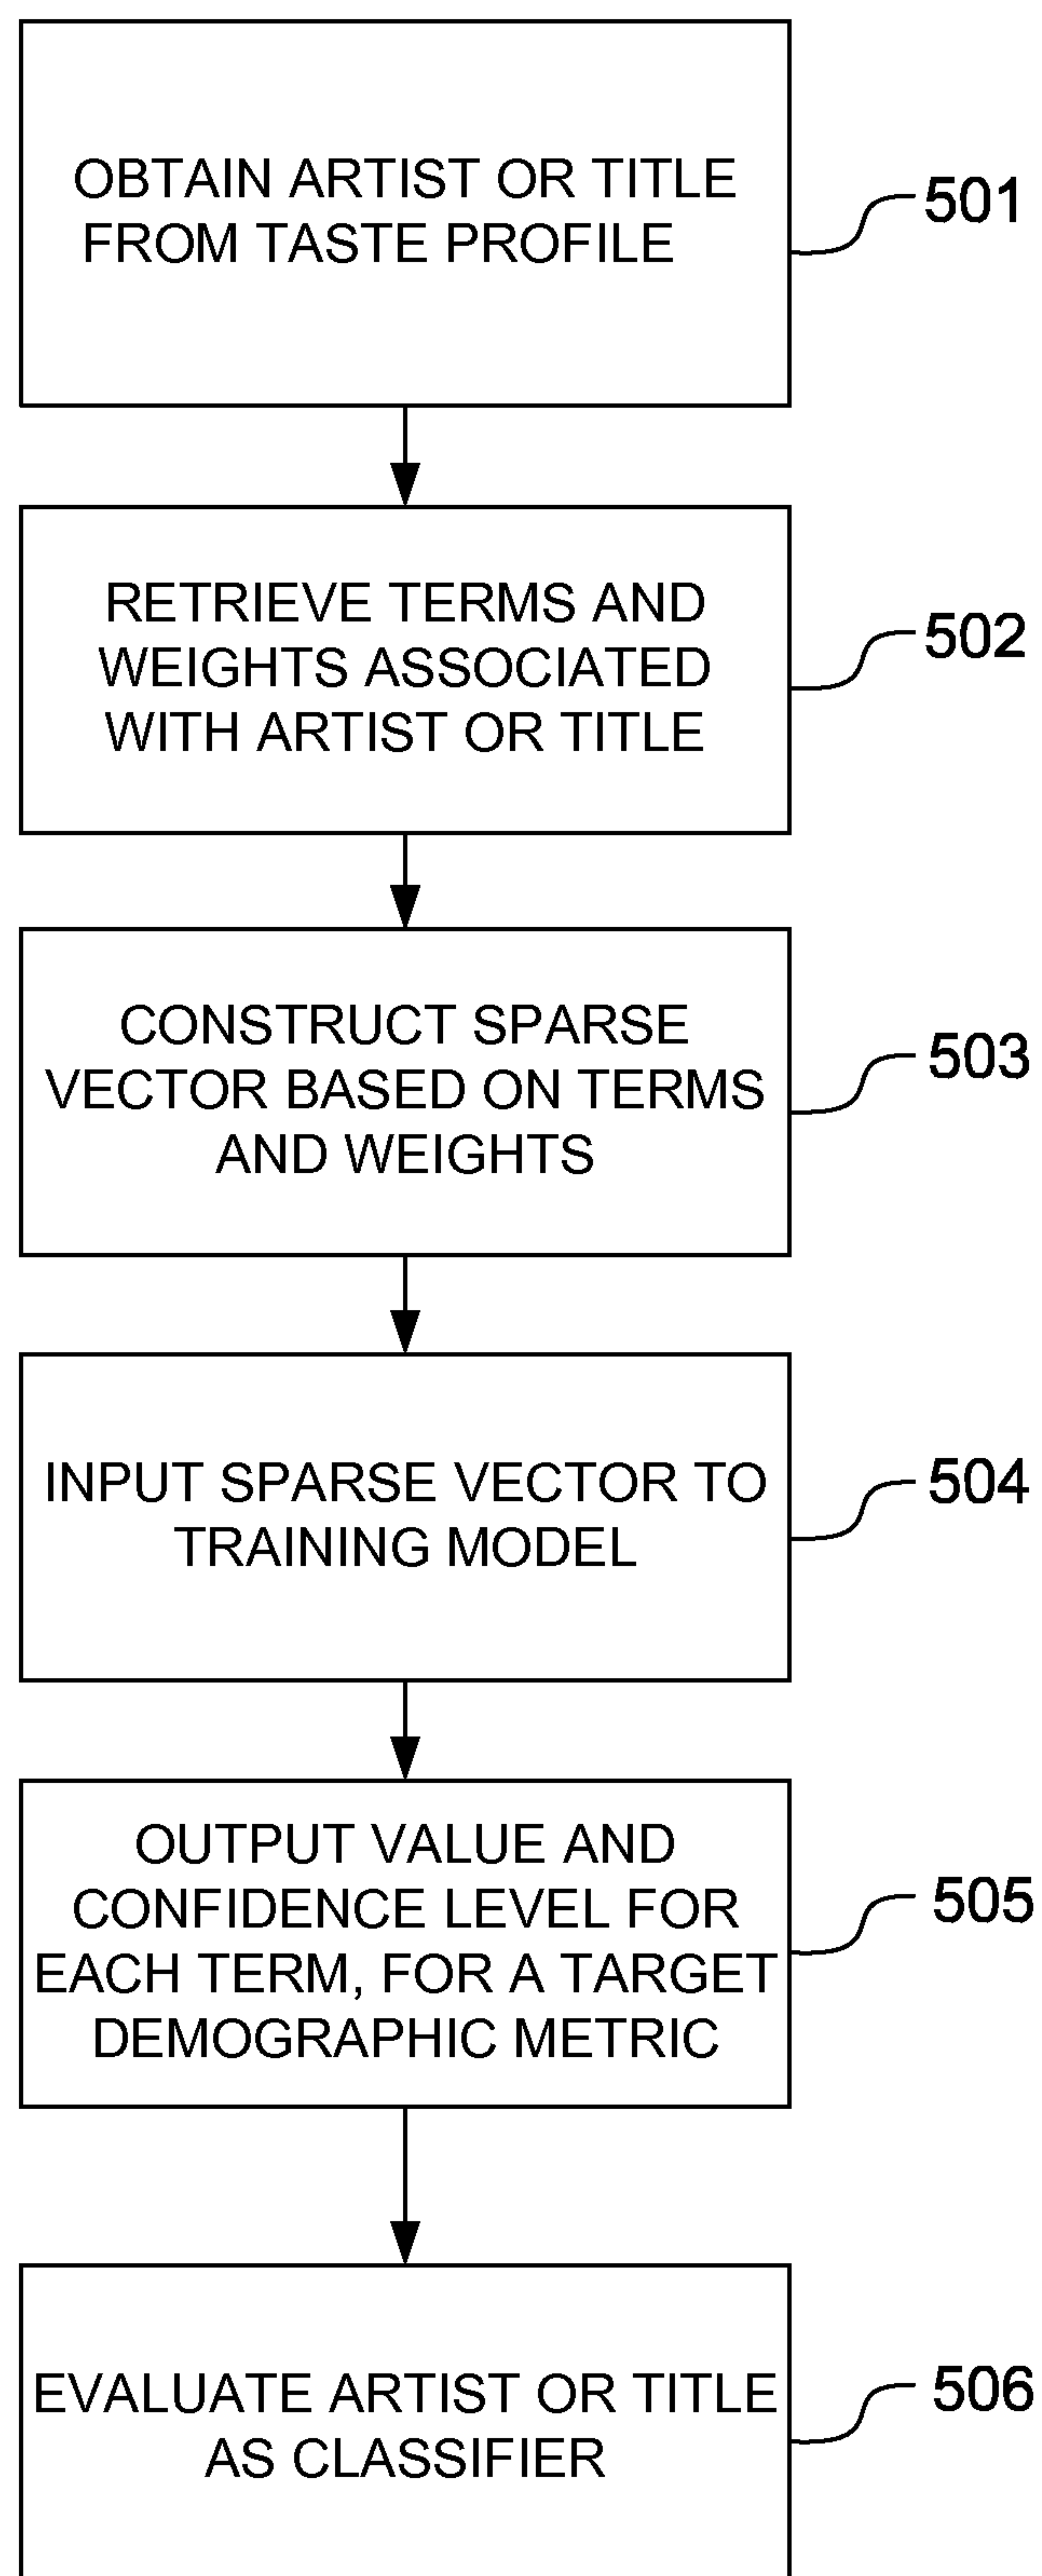 OBTAIN ARTIST OR TITLE
FROM TASTE PROFILE
501
RETRIEVE TERMS AND
WEIGHTS ASSOCIATED
WITH ARTIST OR TITLE
502
CONSTRUCT SPARSE
VECTOR BASED ON TERMS
AND WEIGHTS
503
INPUT SPARSE VECTOR TO
TRAINING MODEL
504
OUTPUT VALUE AND
CONFIDENCE LEVEL FOR
EACH TERM, FOR A TARGET
DEMOGRAPHIC METRIC
505
EVALUATE ARTIST OR TITLE
AS CLASSIFIER
506